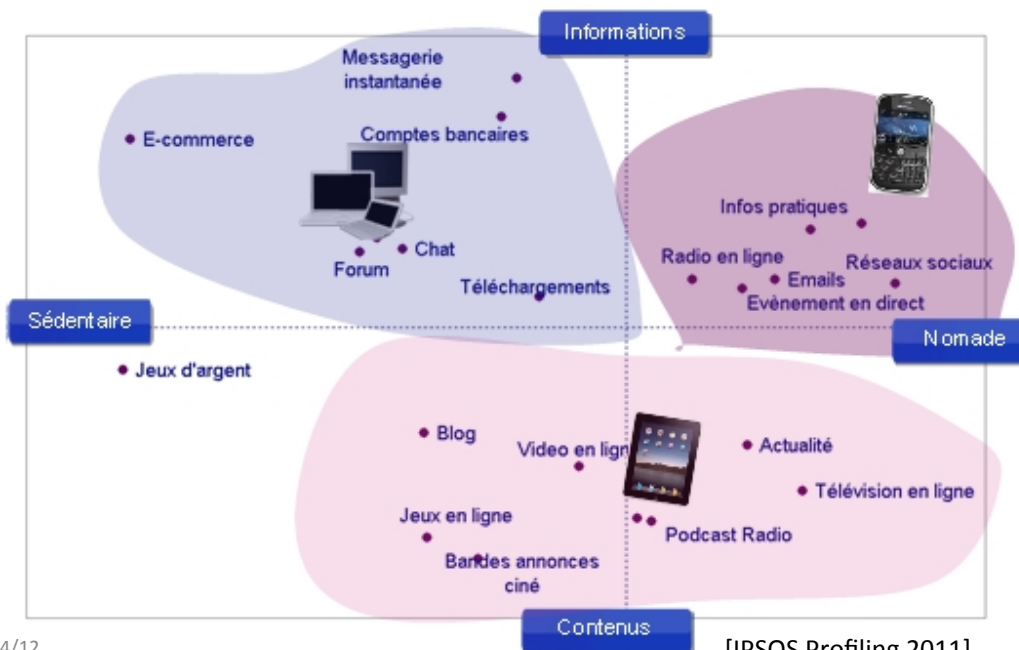 Informations
Messagerie
instantanée
Comptes bancaires
E-commerce
Infos pratiques
Chat
Forum
Radio en ligne
Réseaux sociaux
Emails
Téléchargements
Evènement en direct
Sédentaire
Nomade
Jeux d'argent
Blog
Video en lign
Actualité
Télévision en ligne
Jeux en ligne
Podcast Radio
Bandes annonces
ciné
Contenus
4/12
[IPSOS Profiling 2011]